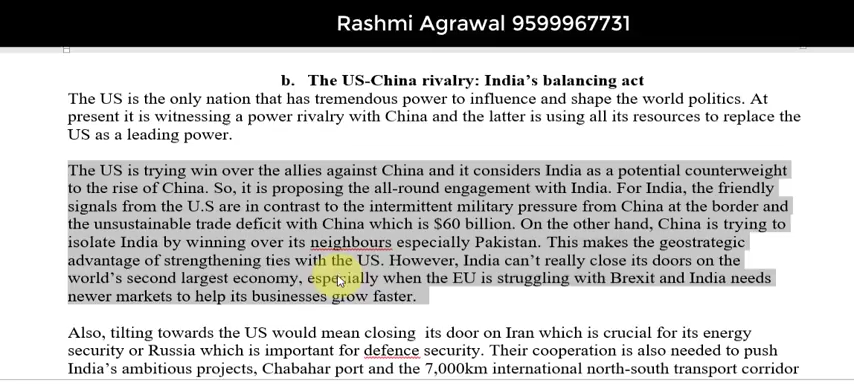 Rashmi Agrawal 9599967731
b. The US-China rivalry: India's balancing act
The US is the only nation that has tremendous power to influence and shape the world politics. At
present it is witnessing a power rivalry with China and the latter is using all its resources to replace the
US as a leading power.
The US is trying win over the allies against China and it considers India as a potential counterweight
to the rise of China. So, it is proposing the all-round engagement with India. For India, the friendly
signals from the U.S are in contrast to the intermittent military pressure from China at the border and
the unsustainable trade deficit with China which is $60 billion. On the other hand, China is trying to
isolate India by winning over its neighbours especially Pakistan. This makes the geostrategic
advantage of strengthening ties with the US. However, India can't really close its doors on the
world's second largest economy, especially when the EU is struggling with Brexit and India needs
newer markets to help its businesses grow faster.
Also, tilting towards the US would mean closing its door on Iran which is crucial for its energy
security or Russia which is important for defence security. Their cooperation is also needed to push
India's ambitious projects, Chabahar port and the 7,000km international north-south transport corridor